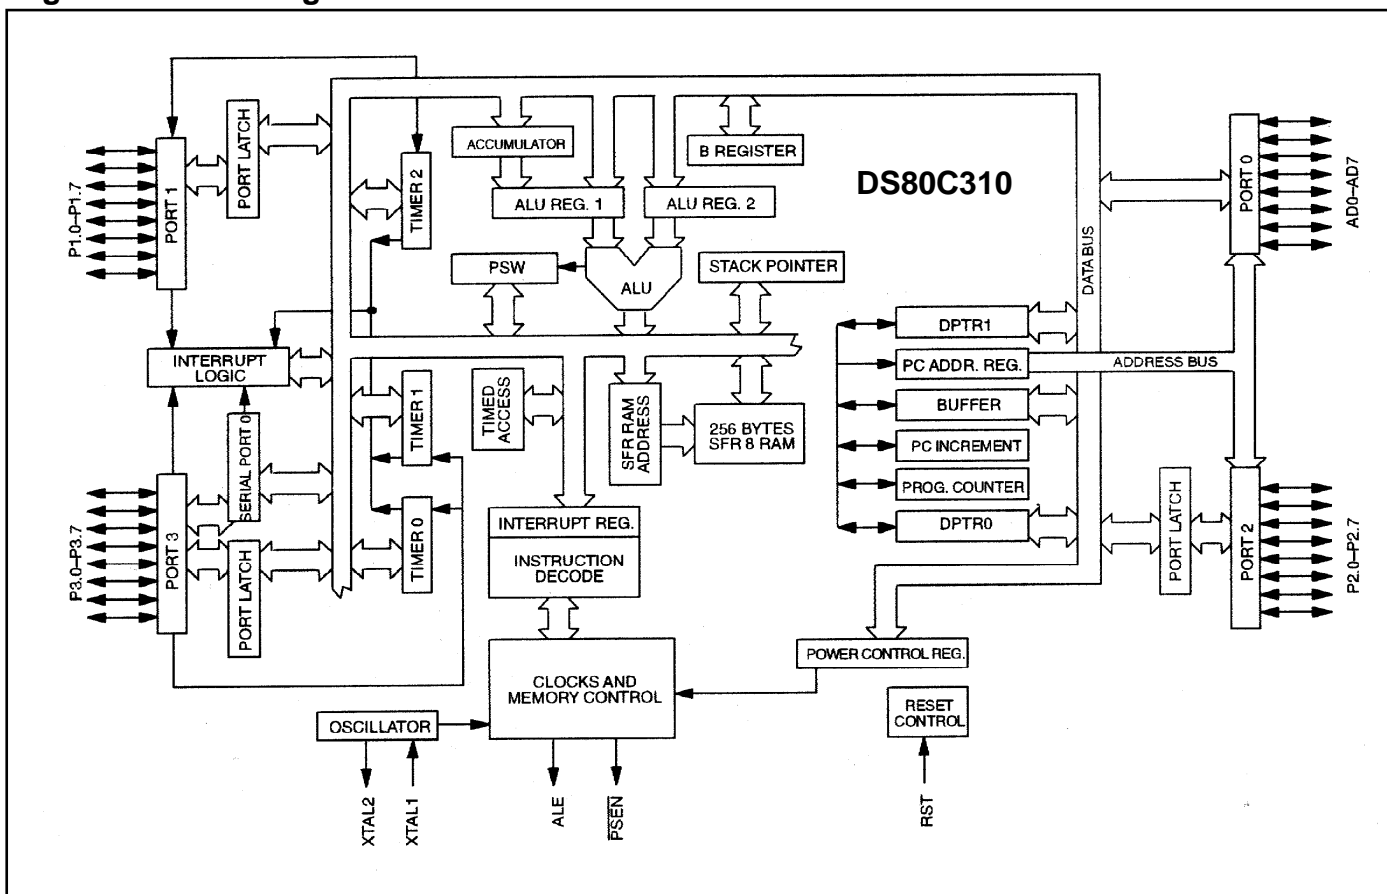 PORT LATCH
PORT 1
P1.0–P1.7
TIMER 2
ACCUMULATOR
B REGISTER
DS80C310
PORT 0
AD0–AD7
ALU REG. 1
ALU REG. 2
PSW
ALU
STACK POINTER
DATA BUS
INTERRUPT
LOGIC
DPTR1
PC ADDR. REG.
ADDRESS BUS
BUFFER
PC INCREMENT
PROG. COUNTER
DPTR0
TIMER 1
TIMED
ACCESS
SFR RAM
ADDRESS
256 BYTES
SFR 8 RAM
SERIAL PORT 0
PORT 3
P3.0–P3.7
PORT LATCH
TIMER 0
INTERRUPT REG.
INSTRUCTION
DECODE
PORT LATCH
PORT 2
P2.0–P2.7
POWER CONTROL REG.
CLOCKS AND
MEMORY CONTROL
RESET
CONTROL
OSCILLATOR
XTAL2
XTAL1
ALE
PSEN
RST